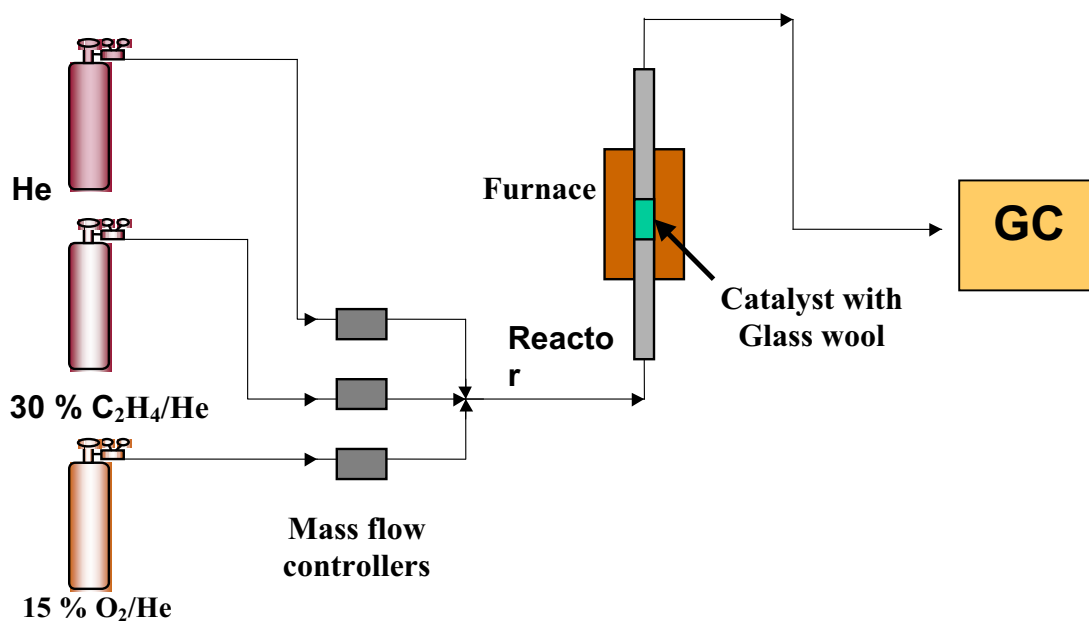 He
30 % C₂H₄/He
15 % O₂/He
Mass flow
controllers
Reacto
r
Furnace
Catalyst with
Glass wool
GC